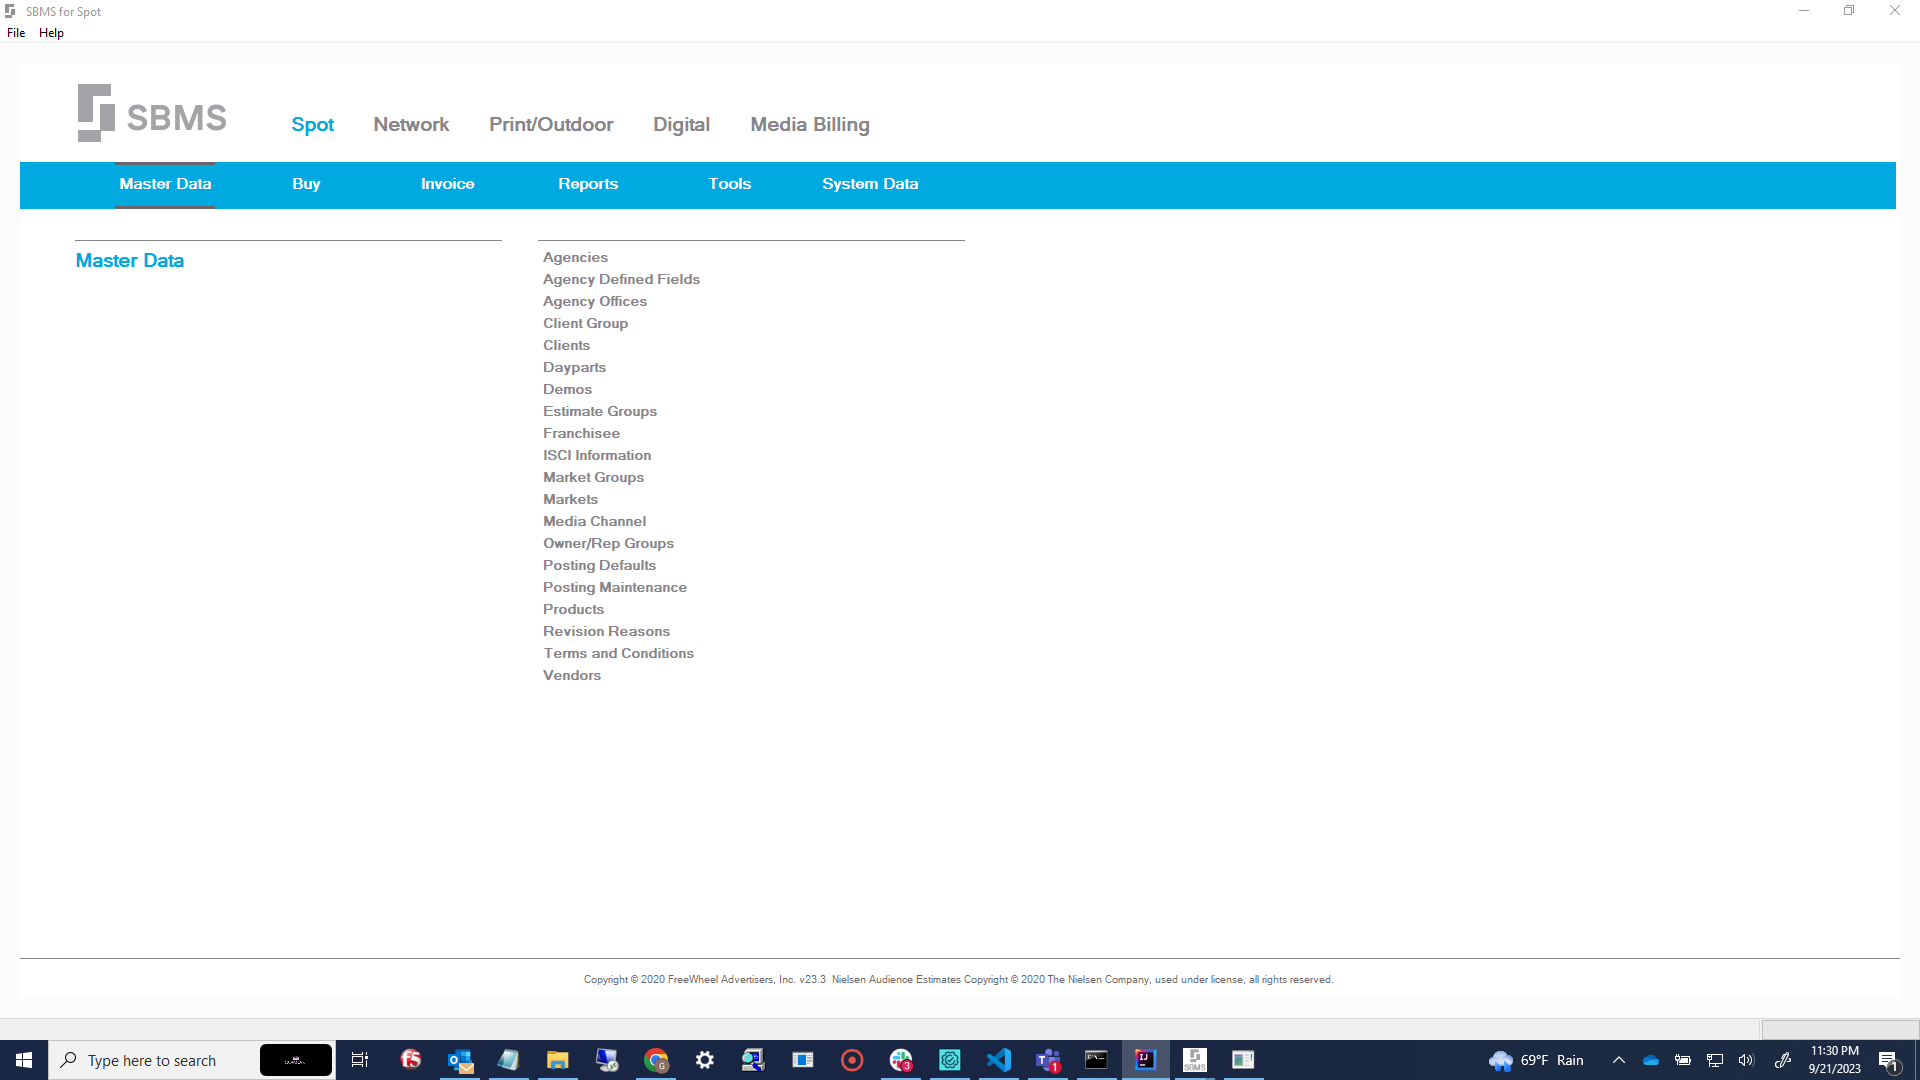 SBMS for Spot
File Help
SBMS
Spot Network Print/Outdoor Digital Media Billing
Master Data Buy Invoice Reports Tools System Data
Master Data
Agencies
Agency Defined Fields
Agency Offices
Client Group
Clients
Dayparts
Demos
Estimate Groups
Franchisee
ISCI Information
Market Groups
Markets
Media Channel
Owner/Rep Groups
Posting Defaults
Posting Maintenance
Products
Revision Reasons
Terms and Conditions
Vendors
Copyright © 2020 FreeWheel Advertisers, Inc. v23.3 Nielsen Audience Estimates Copyright © 2020 The Nielsen Company, used under license, all rights reserved.
Type here to search
69°F Rain
11:30 PM
9/21/2023